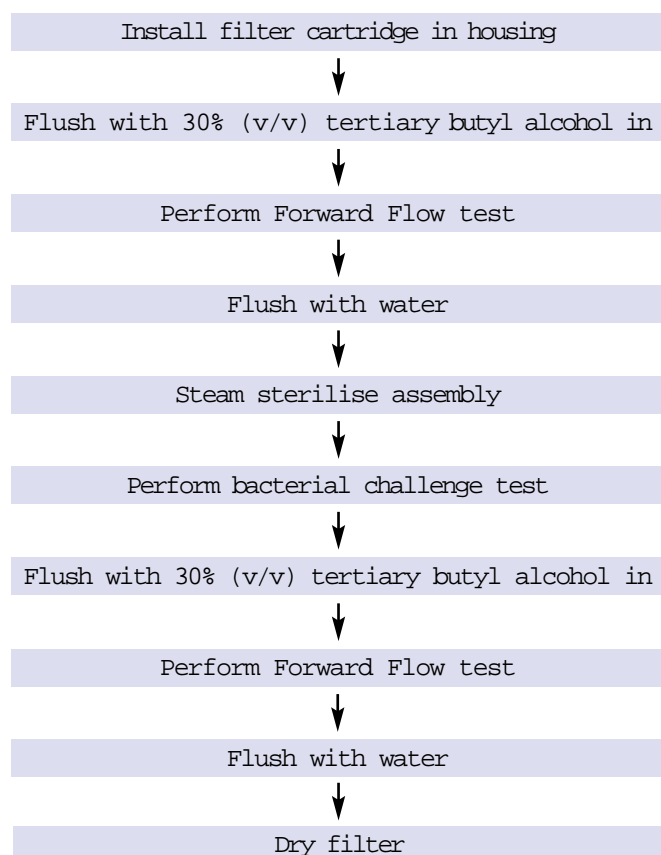 Install filter cartridge in housing
Flush with 30% (v/v) tertiary butyl alcohol in
Perform Forward Flow test
Flush with water
Steam sterilise assembly
Perform bacterial challenge test
Flush with 30% (v/v) tertiary butyl alcohol in
Perform Forward Flow test
Flush with water
Dry filter